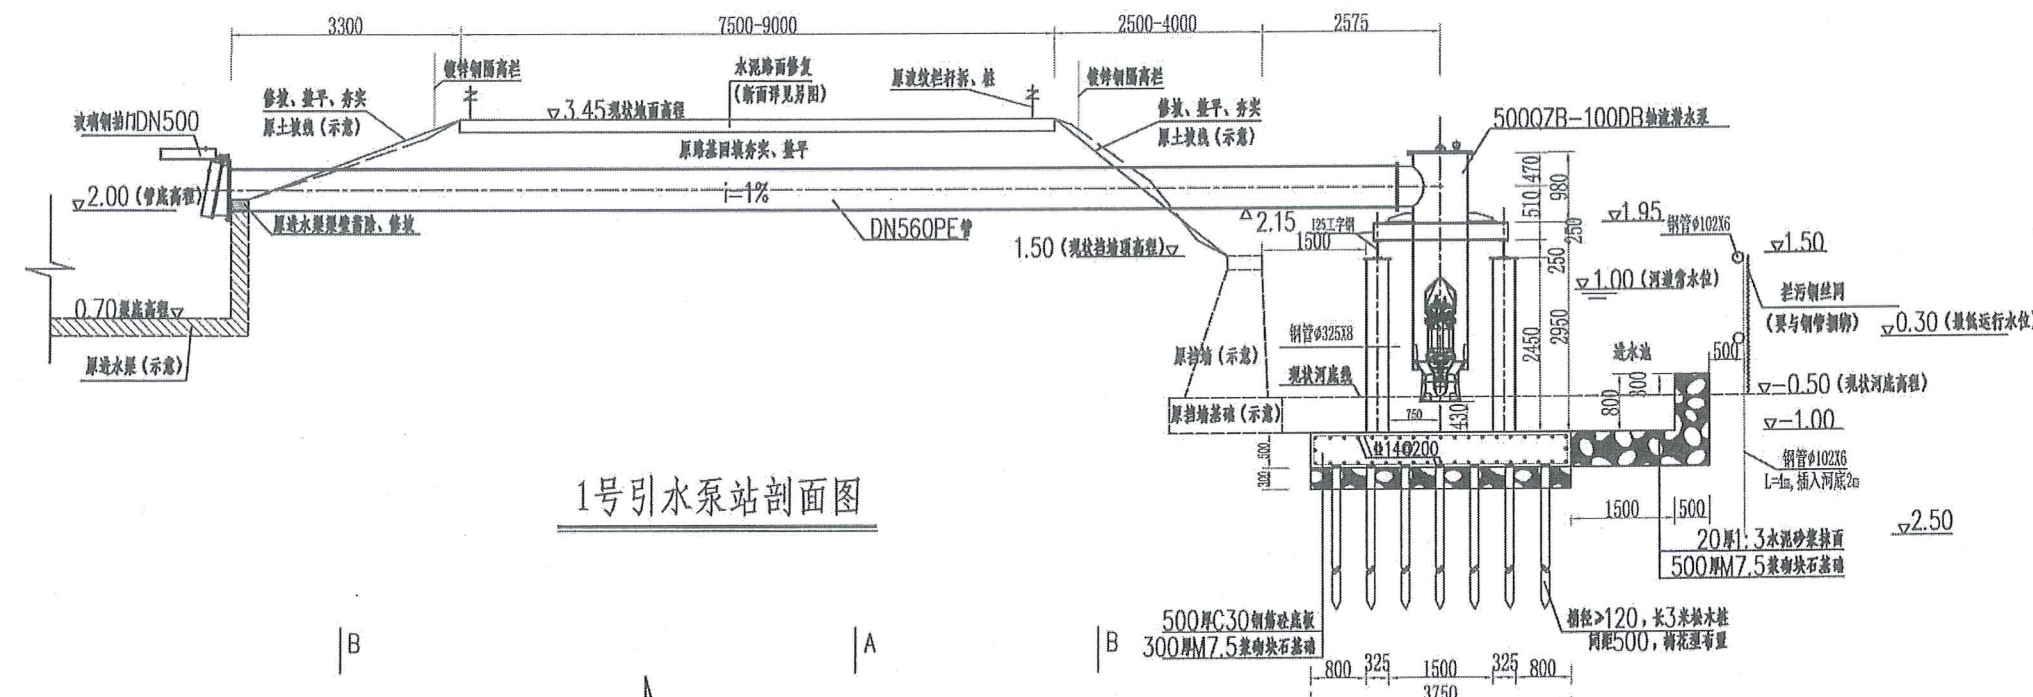 3300
7500-9000
2500-4000
2575
镀锌钢隔离栏
水泥路面修复
(断面详见另图)
原波纹栏杆拆、装
镀锌钢隔离栏
修坡、整平、夯实
原土坡线(示意)
3.45现状地面高程
修坡、整平、夯实
原土坡线(示意)
500QZB-100DB轴流潜水泵
DN500
原路基回填夯实、整平
2.00(管底高程)
i=1%
原进水渠渠壁凿除、修坡
DN560PE管
2.15
I25工字钢
1500
1.50(现状挡墙顶高程)
470
510
980
250
250
2450
2950
1.95
钢管φ102X6
1.50
1.00(河道常水位)
拦污钢丝网
(要与钢管捆绑)
0.30(最低运行水位)
0.70渠底高程
原进水渠(示意)
原挡墙(示意)
钢管φ325X8
现状河底线
进水池
500
800
300
-0.50(现状河底高程)
原挡墙基础(示意)
750
430
-1.00
14@200
500
300
钢管φ102X6
L=4m,插入河底2m
1号引水泵站剖面图
1500
500
-2.50
20厚1:3水泥砂浆抹面
500厚M7.5浆砌块石基础
500厚C30钢筋砼底板
300厚M7.5浆砌块石基础
梢径≥120,长3米松木桩
间距500,梅花型布置
B
A
B
800
325
1500
325
800
3750